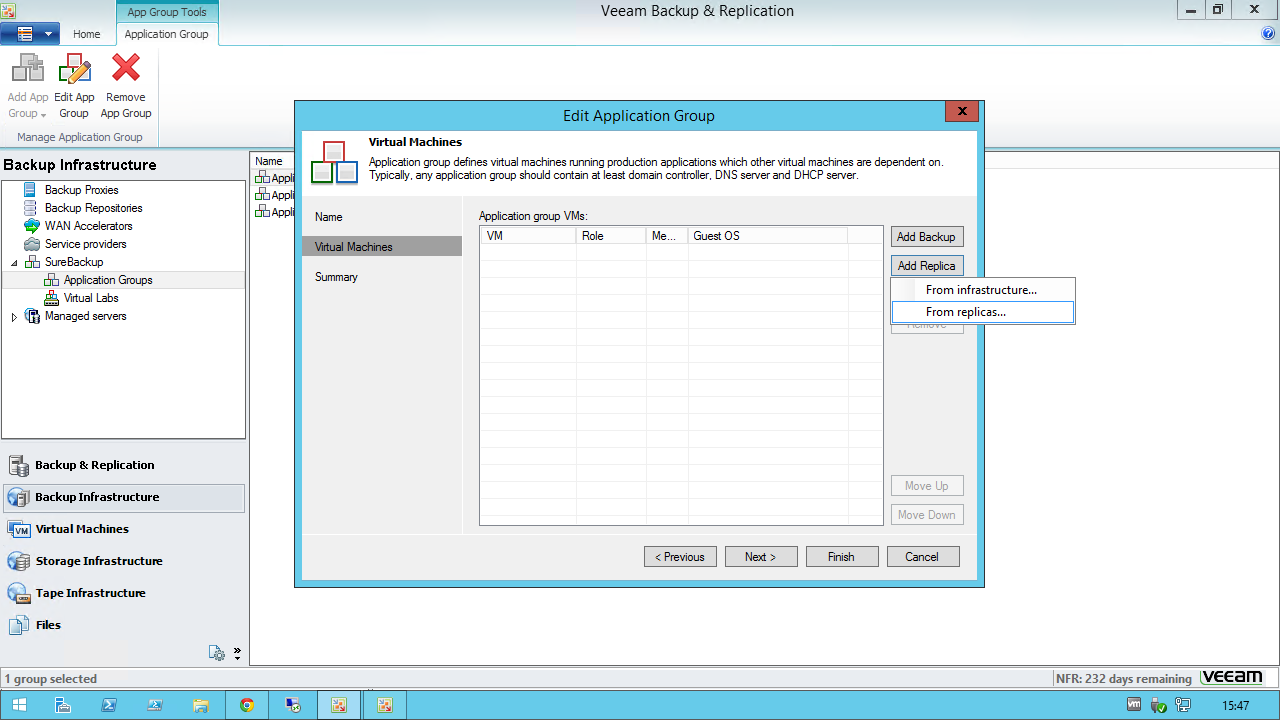 App Group Tools
Veeam Backup & Replication
Home
Application Group
Add App Group
Edit App Group
Remove App Group
Manage Application Group
Backup Infrastructure
Backup Proxies
Backup Repositories
WAN Accelerators
Service providers
SureBackup
Application Groups
Virtual Labs
Managed servers
Backup & Replication
Backup Infrastructure
VM
Virtual Machines
Storage Infrastructure
Tape Infrastructure
Files
Name
Appli
Appli
Appli
Edit Application Group
Virtual Machines
Application group defines virtual machines running production applications which other virtual machines are dependent on.
Typically, any application group should contain at least domain controller, DNS server and DHCP server.
Name
Virtual Machines
Summary
Application group VMs:
VM Role Me... Guest OS
Add Backup
Add Replica
From infrastructure...
From replicas...
Remove
Move Up
Move Down
< Previous Next > Finish Cancel
1 group selected
NFR: 232 days remaining
veeam
vm
15:47